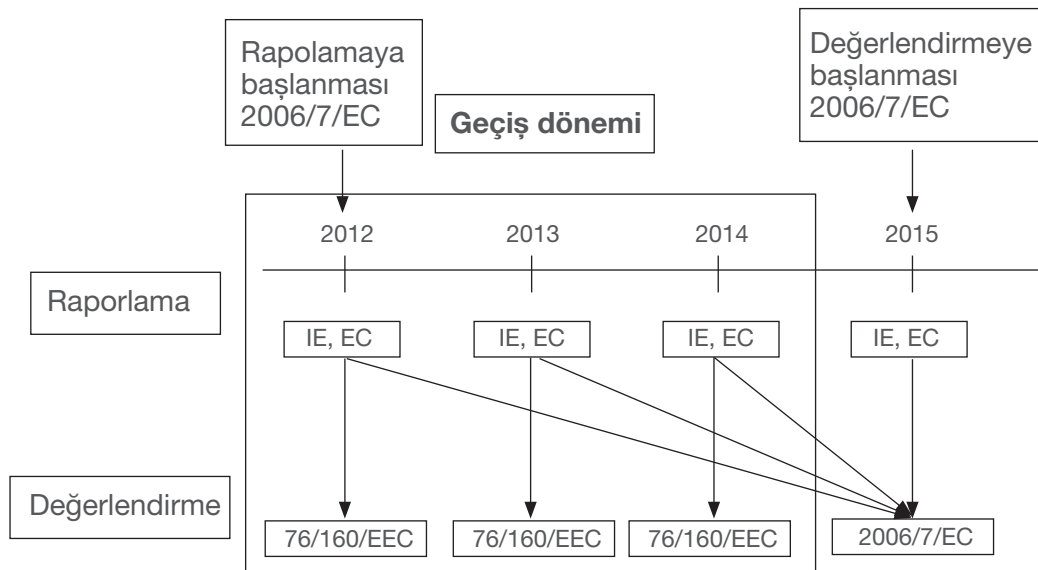 Rapolamaya
başlanması
2006/7/EC
Geçiş dönemi
Değerlendirmeye
başlanması
2006/7/EC
2012
2013
2014
2015
Raporlama
IE, EC
IE, EC
IE, EC
IE, EC
Değerlendirme
76/160/EEC
76/160/EEC
76/160/EEC
2006/7/EC